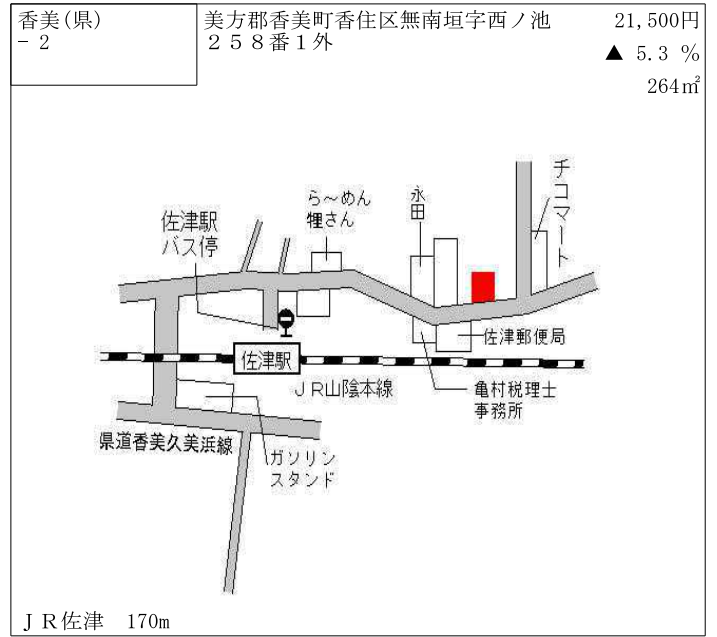 香美(県)
－２
美方郡香美町香住区無南垣字西ノ池
２５８番１外
21,500円
▲ 5.3 %
264㎡
チコマート
ら〜めん
狸さん
永田
佐津駅
バス停
佐津郵便局
佐津駅
ＪＲ山陰本線
亀村税理士
事務所
県道香美久美浜線
ガソリン
スタンド
ＪＲ佐津　170m